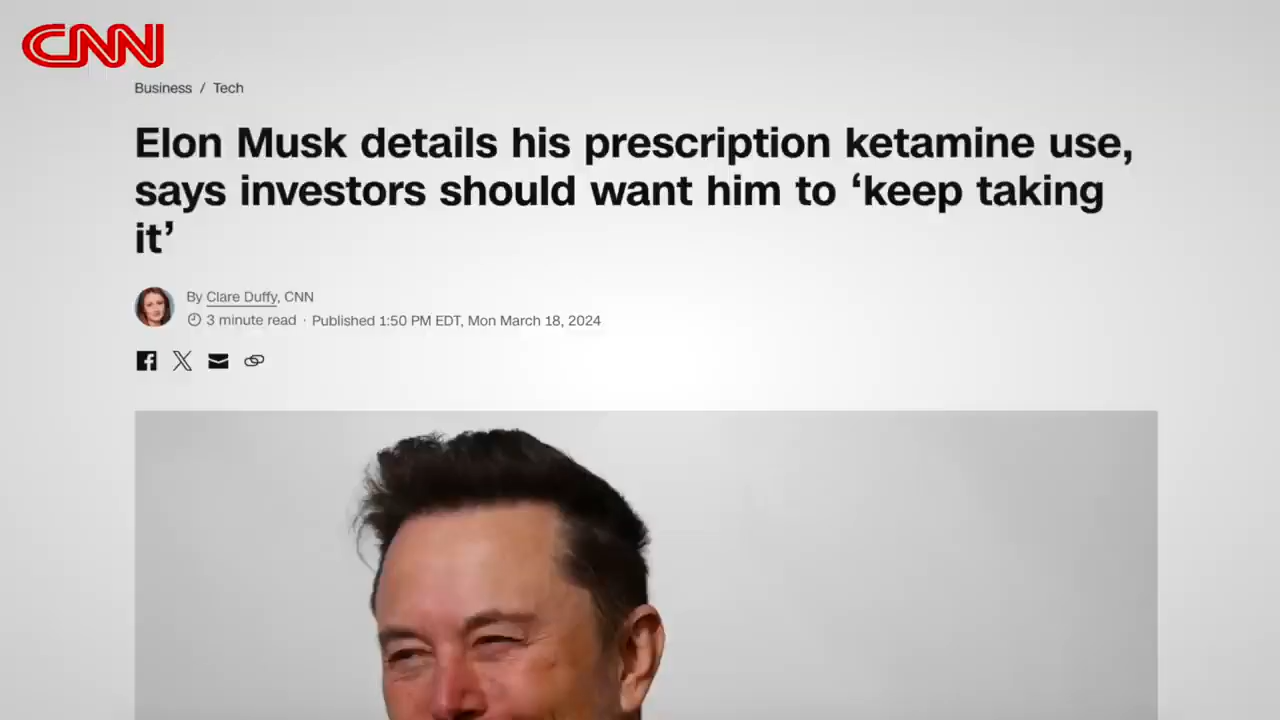 CNN
Business / Tech
Elon Musk details his prescription ketamine use,
says investors should want him to ‘keep taking
it’
By Clare Duffy, CNN
3 minute read · Published 1:50 PM EDT, Mon March 18, 2024